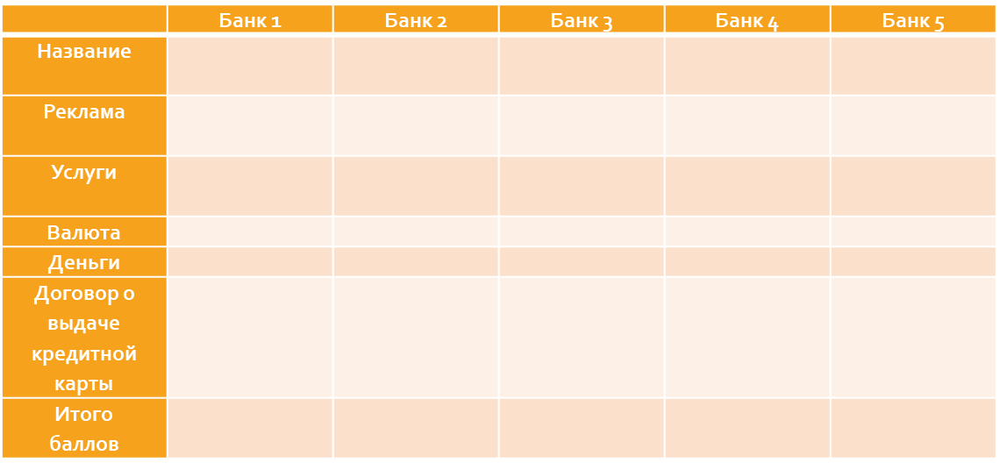 Банк 1 Банк 2 Банк 3 Банк 4 Банк 5
Название
Реклама
Услуги
Валюта
Деньги
Договор о
выдаче
кредитной
карты
Итого
баллов